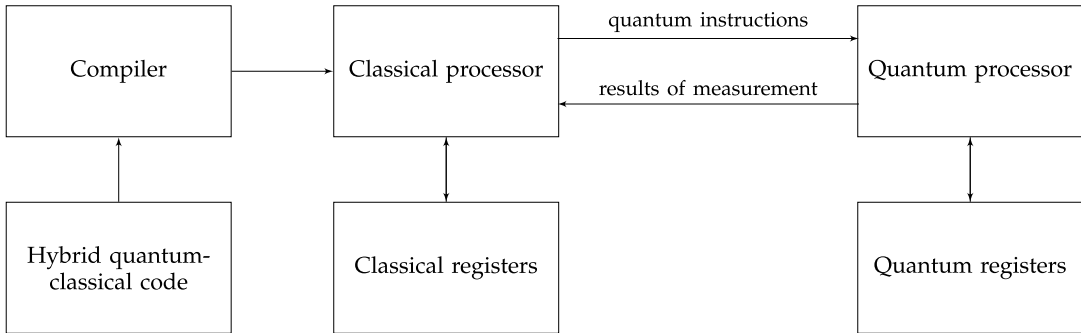 Compiler
Classical processor
quantum instructions
results of measurement
Quantum processor
Hybrid quantum-
classical code
Classical registers
Quantum registers